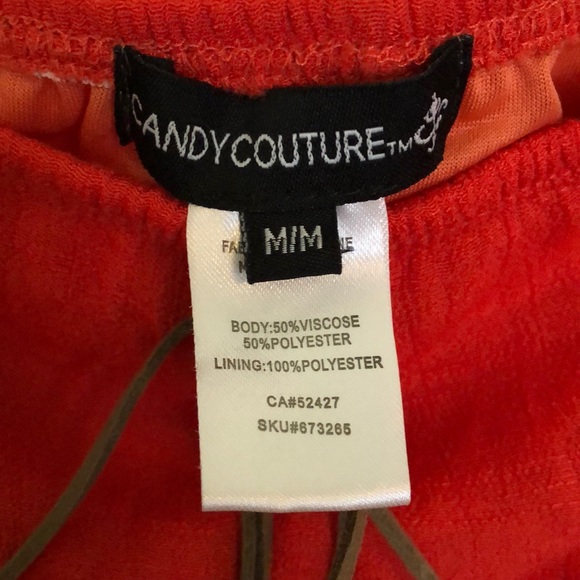 CANDYCOUTURE™
M/M
BODY:50%VISCOSE
50%POLYESTER
LINING:100%POLYESTER
CA#52427
SKU#673265